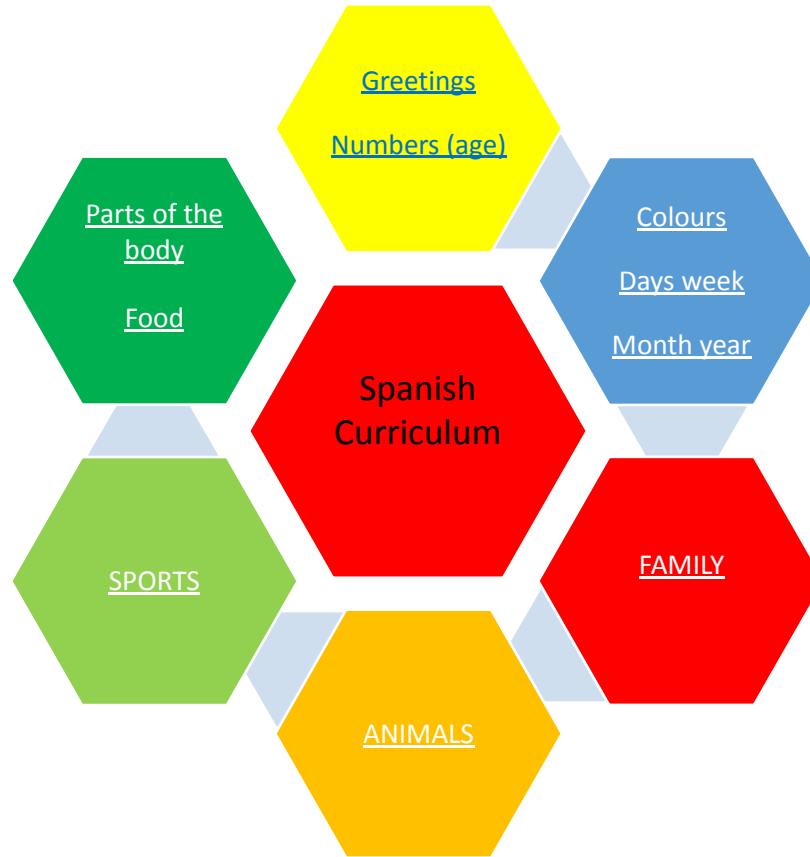 Greetings
Numbers (age)
Colours
Days week
Month year
FAMILY
ANIMALS
SPORTS
Parts of the
body
Food
Spanish
Curriculum